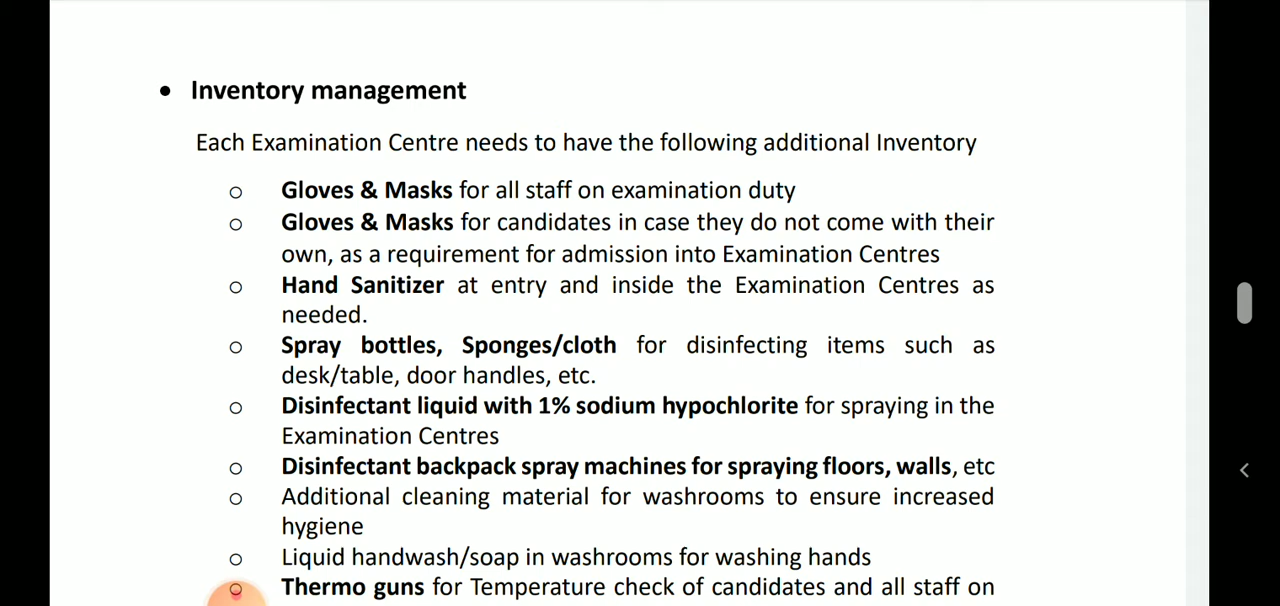 • Inventory management
Each Examination Centre needs to have the following additional Inventory
o Gloves & Masks for all staff on examination duty
o Gloves & Masks for candidates in case they do not come with their
own, as a requirement for admission into Examination Centres
o Hand Sanitizer at entry and inside the Examination Centres as
needed.
o Spray bottles, Sponges/cloth for disinfecting items such as
desk/table, door handles, etc.
o Disinfectant liquid with 1% sodium hypochlorite for spraying in the
Examination Centres
o Disinfectant backpack spray machines for spraying floors, walls, etc
o Additional cleaning material for washrooms to ensure increased
hygiene
o Liquid handwash/soap in washrooms for washing hands
o Thermo guns for Temperature check of candidates and all staff on